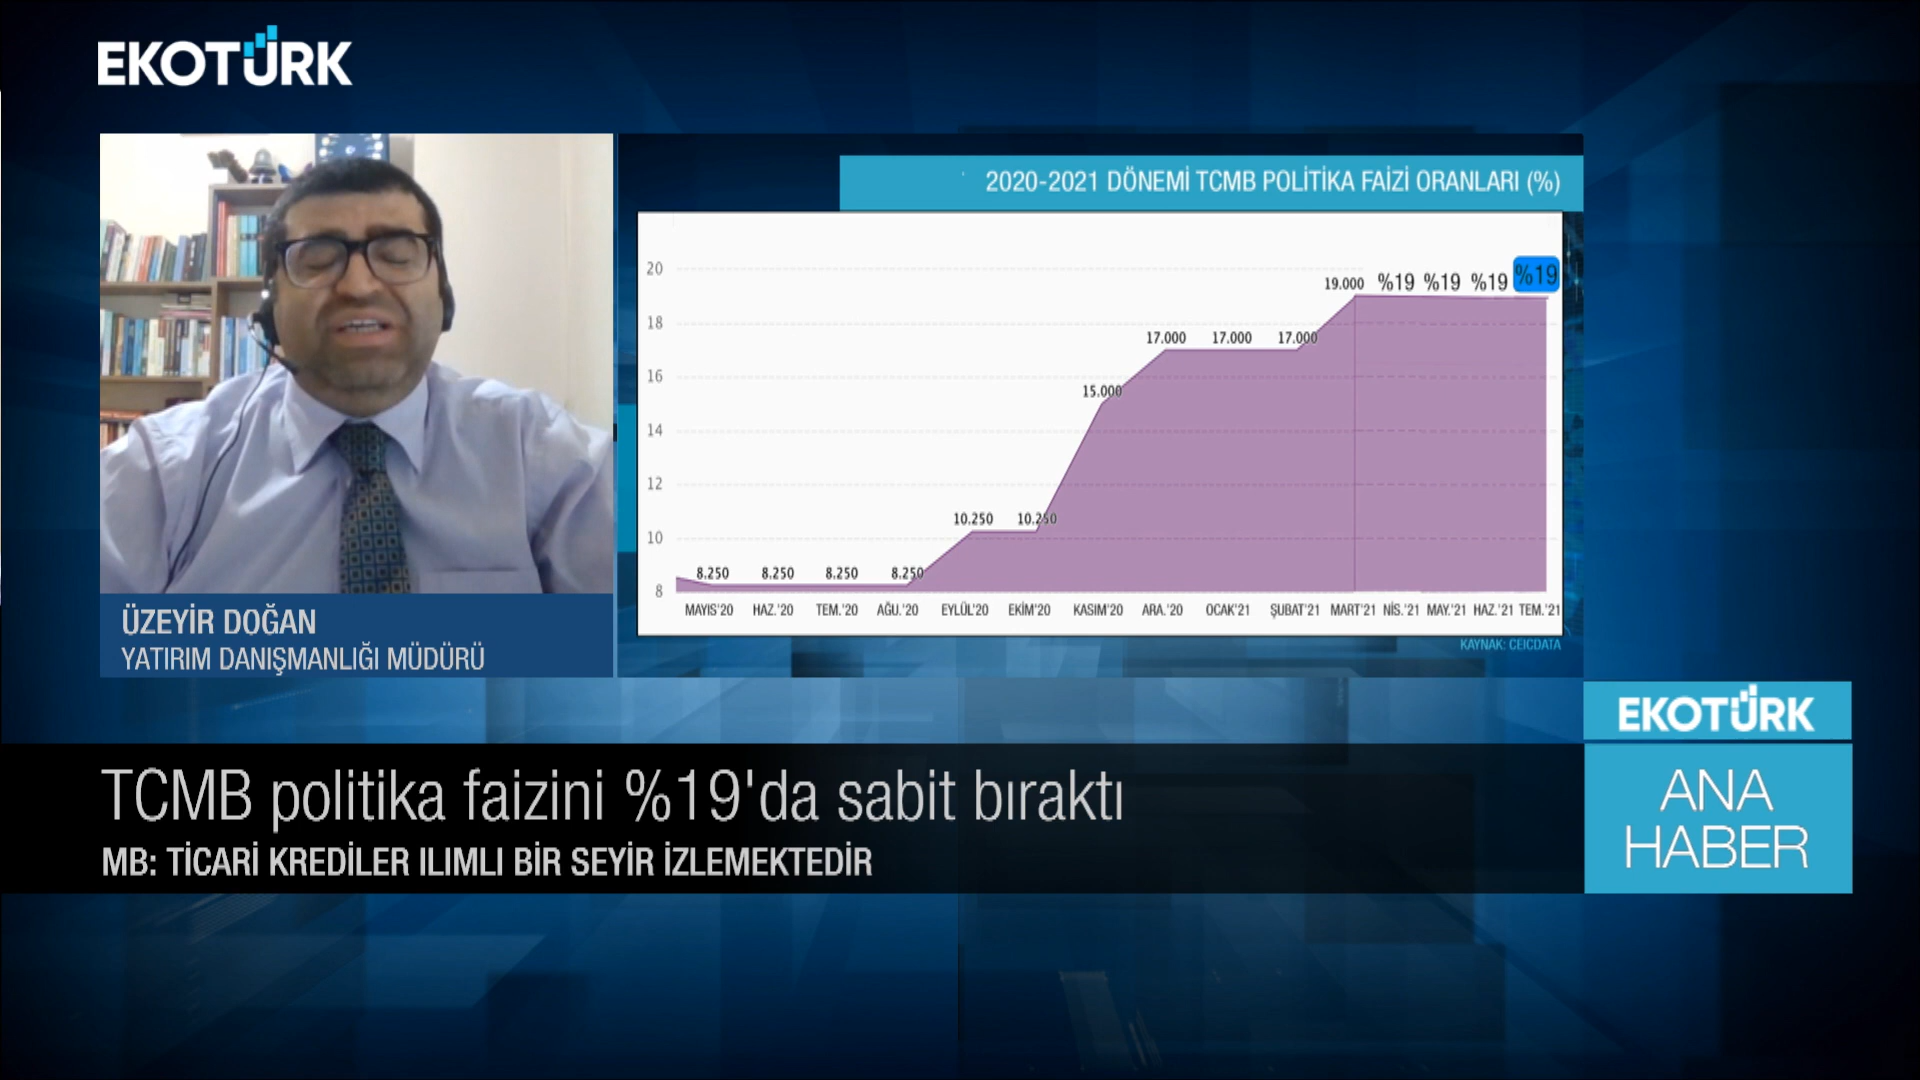 EKOTÜRK
2020-2021 DÖNEMİ TCMB POLİTİKA FAİZİ ORANLARI (%)
20
18
16
14
12
10
8
8.250 8.250 8.250 8.250 10.250 10.250 15.000 17.000 17.000 17.000 19.000 %19 %19 %19 %19
MAYIS'20 HAZ.'20 TEM.'20 AĞU.'20 EYLÜL'20 EKİM'20 KASIM'20 ARA.'20 OCAK'21 ŞUBAT'21 MART'21 NİS.'21 MAY.'21 HAZ.'21 TEM.'21
KAYNAK: CEICDATA
ÜZEYİR DOĞAN
YATIRIM DANIŞMANLIĞI MÜDÜRÜ
EKOTÜRK
ANA
HABER
TCMB politika faizini %19'da sabit bıraktı
MB: TİCARİ KREDİLER ILIMLI BİR SEYİR İZLEMEKTEDİR